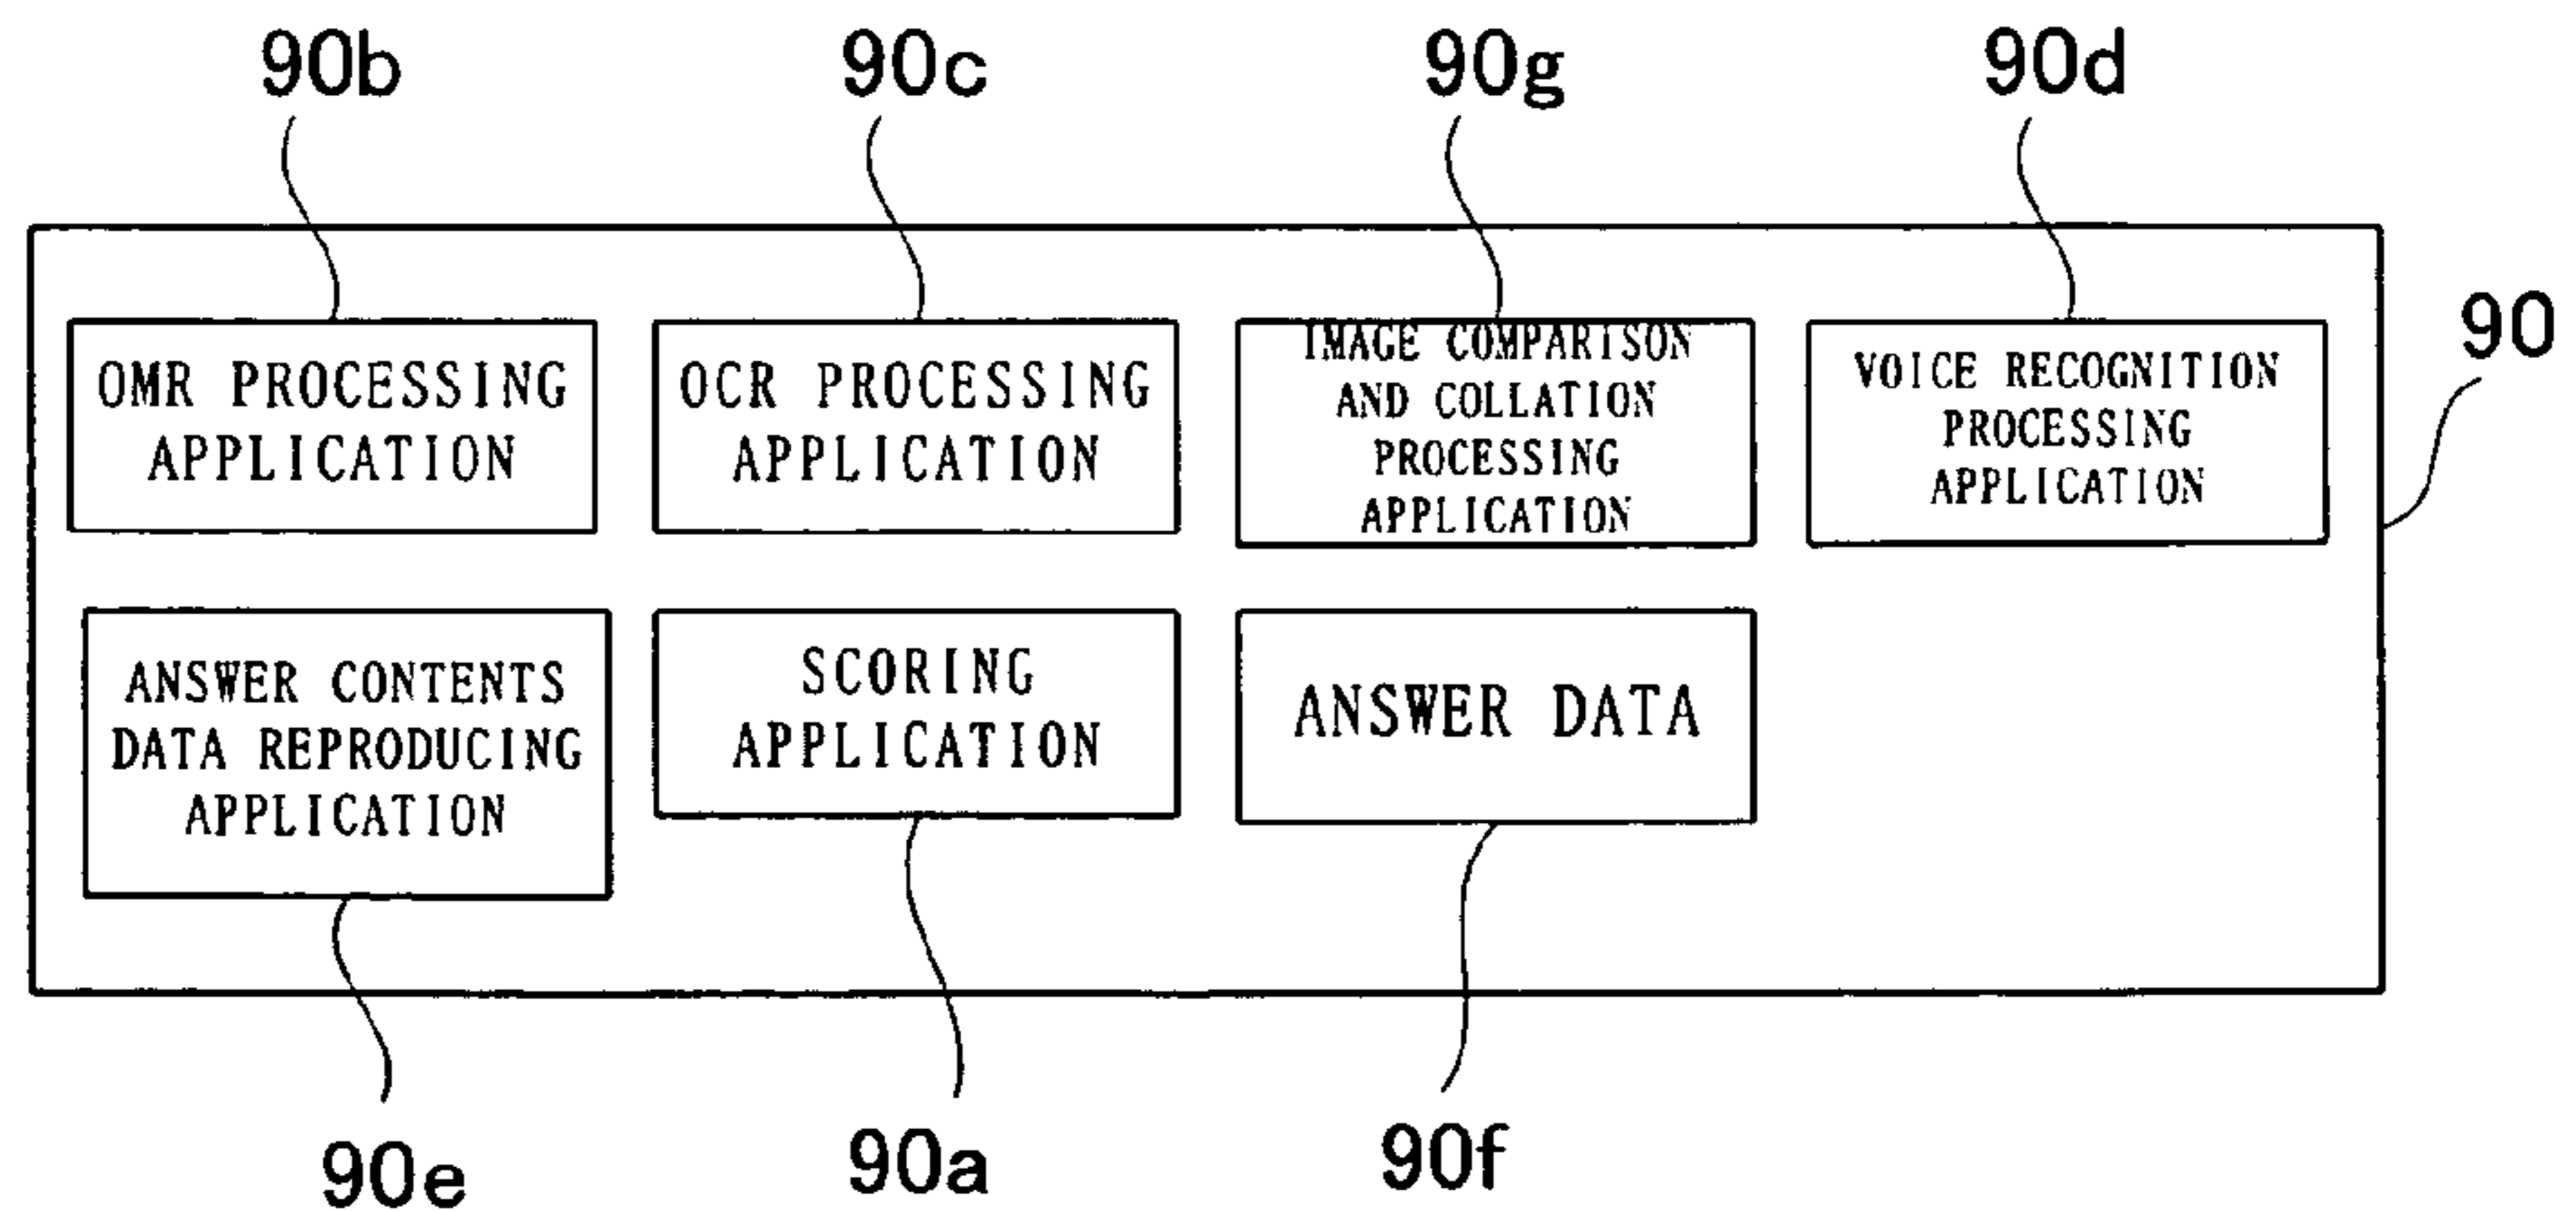 90b
90c
90g
90d
90
OMR PROCESSING
APPLICATION
OCR PROCESSING
APPLICATION
IMAGE COMPARISON
AND COLLATION
PROCESSING
APPLICATION
VOICE RECOGNITION
PROCESSING
APPLICATION
ANSWER CONTENTS
DATA REPRODUCING
APPLICATION
SCORING
APPLICATION
ANSWER DATA
90e
90a
90f